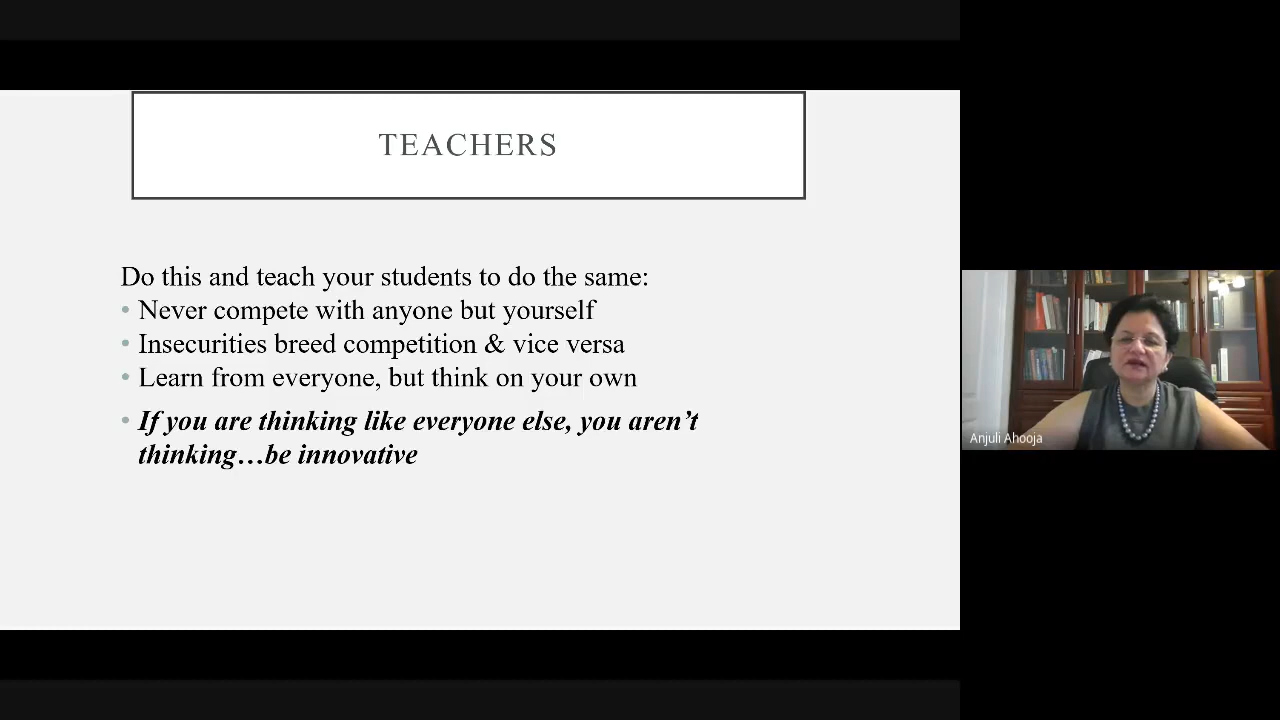 TEACHERS
Do this and teach your students to do the same:
• Never compete with anyone but yourself
• Insecurities breed competition & vice versa
• Learn from everyone, but think on your own
• If you are thinking like everyone else, you aren’t
thinking…be innovative
Anjuli Ahooja